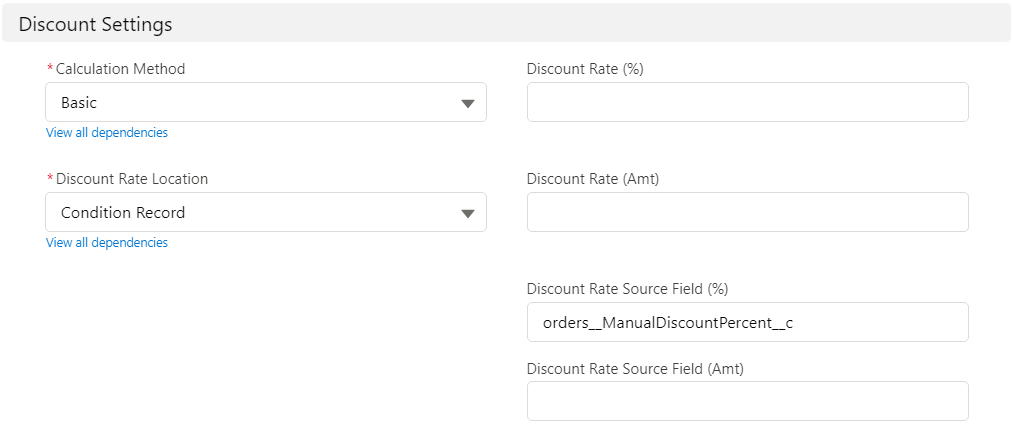 Discount Settings
* Calculation Method
Basic
View all dependencies
* Discount Rate Location
Condition Record
View all dependencies
Discount Rate (%)
Discount Rate (Amt)
Discount Rate Source Field (%)
orders__ManualDiscountPercent__c
Discount Rate Source Field (Amt)